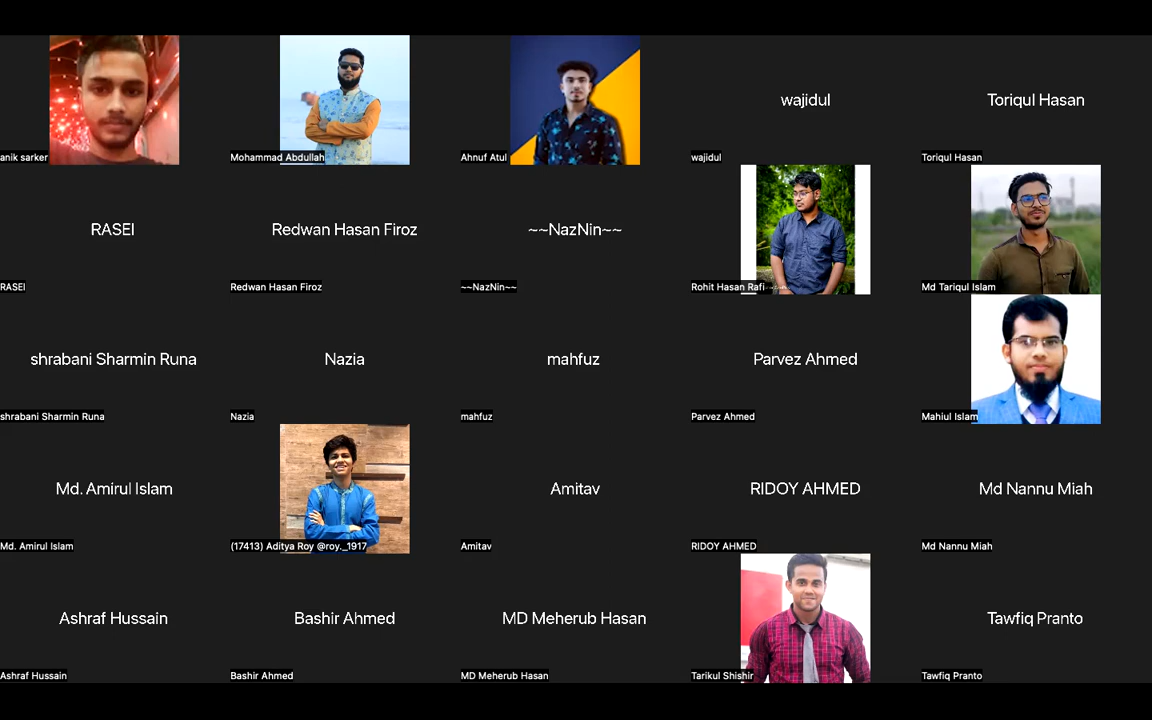 wajidul
Toriqul Hasan
anik sarker
Mohammad Abdullah
Ahnuf Atul
wajidul
Toriqul Hasan
RASEI
Redwan Hasan Firoz
~~NazNin~~
RASEI
Redwan Hasan Firoz
~~NazNin~~
Rohit Hasan Rafi
Md Tariqul Islam
shrabani Sharmin Runa
Nazia
mahfuz
Parvez Ahmed
shrabani Sharmin Runa
Nazia
mahfuz
Parvez Ahmed
Mahiul Islam
Md. Amirul Islam
Amitav
RIDOY AHMED
Md Nannu Miah
Md. Amirul Islam
(17413) Aditya Roy @roy._1917
Amitav
RIDOY AHMED
Md Nannu Miah
Ashraf Hussain
Bashir Ahmed
MD Meherub Hasan
Tawfiq Pranto
Ashraf Hussain
Bashir Ahmed
MD Meherub Hasan
Tarikul Shishir
Tawfiq Pranto